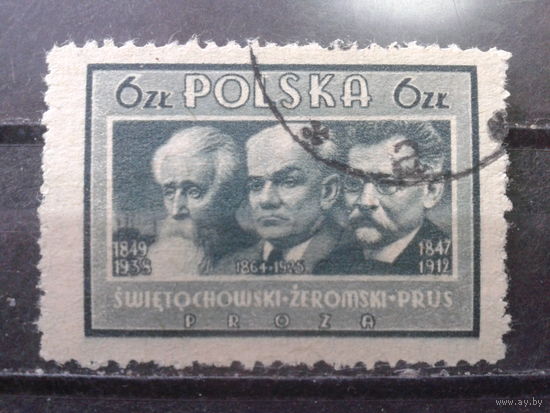 6ZŁ POLSKA 6ZŁ
1849 1847
1938 1864-1925 1912
ŚWIĘTOCHOWSKI·ŻEROMSKI·PRUS
PROZA
www.ay.by